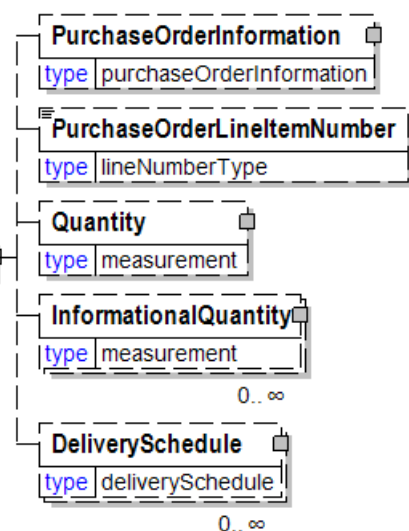 PurchaseOrderInformation
type purchaseOrderInformation
PurchaseOrderLineItemNumber
type lineNumberType
Quantity
type measurement
InformationalQuantity
type measurement
0.. ∞
DeliverySchedule
type deliverySchedule
0.. ∞